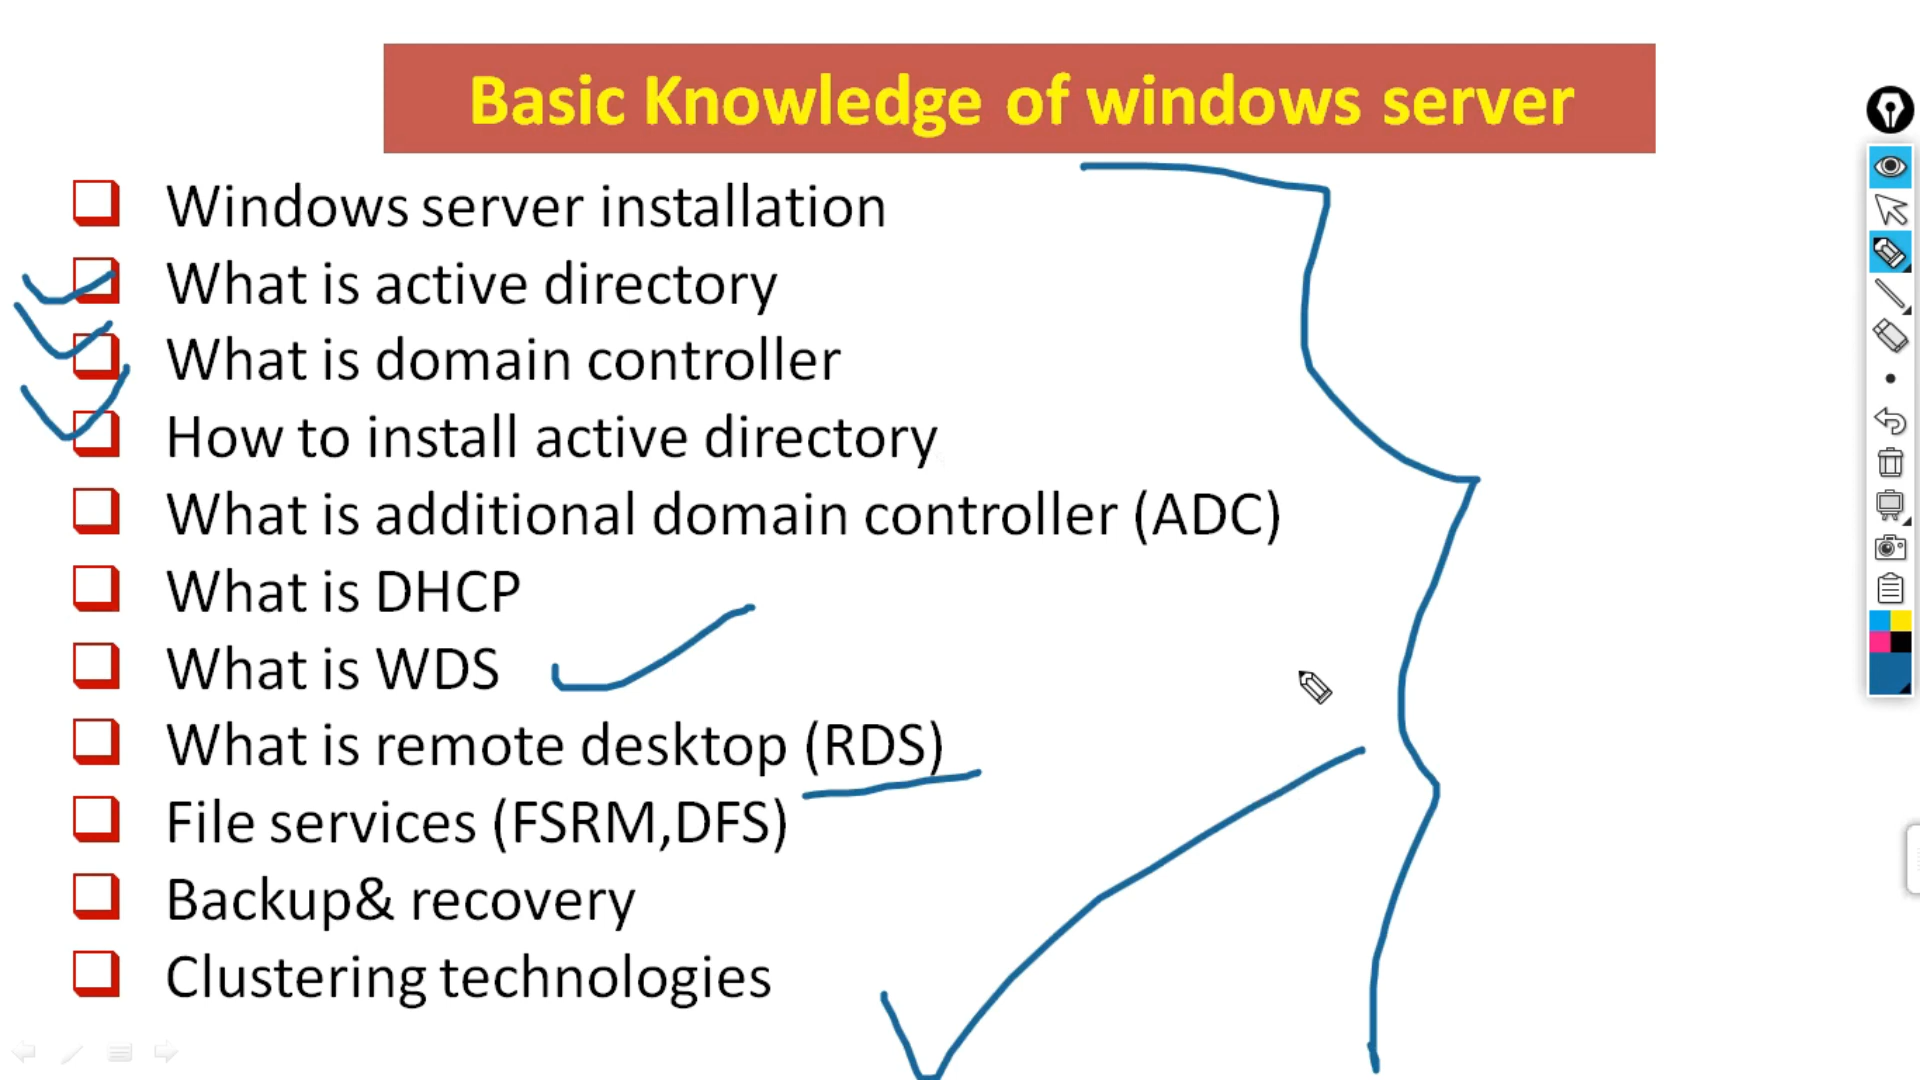 Basic Knowledge of windows server
Windows server installation
What is active directory
What is domain controller
How to install active directory
What is additional domain controller (ADC)
What is DHCP
What is WDS
What is remote desktop (RDS)
File services (FSRM,DFS)
Backup& recovery
Clustering technologies